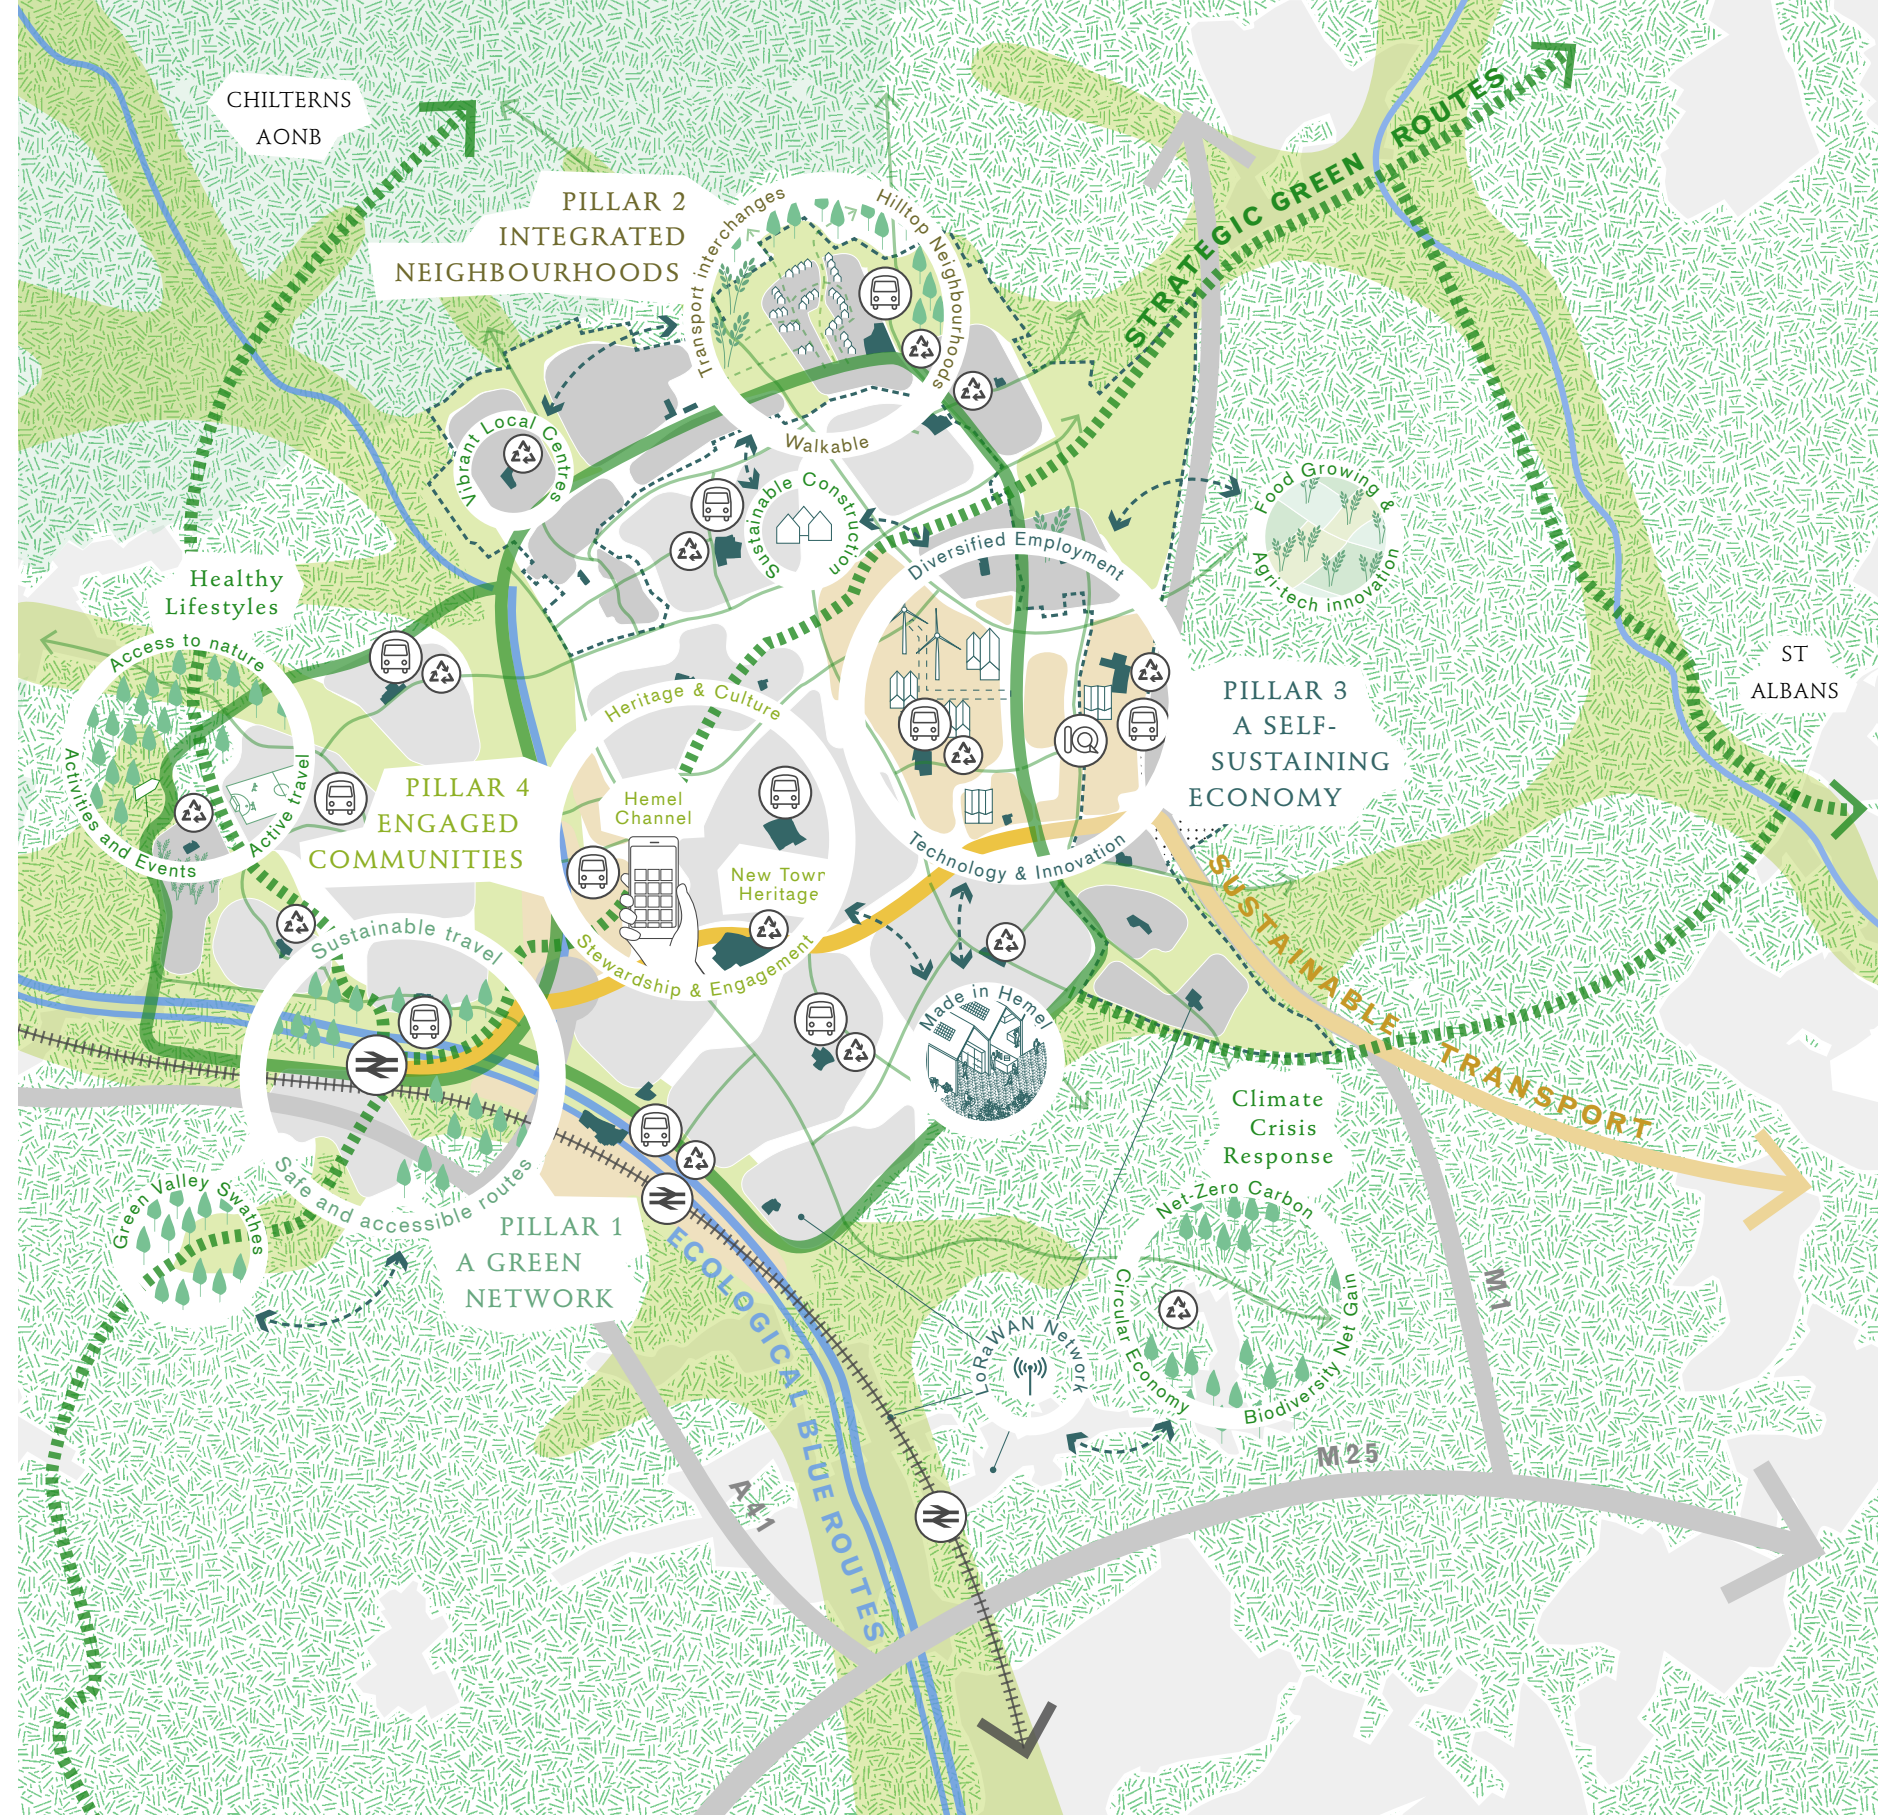 CHILTERNS
AONB
STRATEGIC GREEN ROUTES
PILLAR 2
INTEGRATED
NEIGHBOURHOODS
Transport interchanges
Hilltop Neighbourhoods
Walkable
Vibrant Local Centres
Sustainable Construction
Food Growing &
Agri-tech innovation
Diversified Employment
Technology & Innovation
Healthy
Lifestyles
Access to nature
Activities and Events
Active travel
ST
ALBANS
PILLAR 3
A SELF-
SUSTAINING
ECONOMY
Heritage & Culture
PILLAR 4
ENGAGED
COMMUNITIES
Hemel
Channel
New Town
Heritage
Stewardship & Engagement
SUSTAINABLE TRANSPORT
Sustainable travel
Safe and accessible routes
Made in Hemel
Green Valley Swathes
PILLAR 1
A GREEN
NETWORK
Climate
Crisis
Response
Net-Zero Carbon
Circular Economy
Biodiversity Net Gain
ECOLOGICAL BLUE ROUTES
LoRaWAN Network
M1
M25
A41